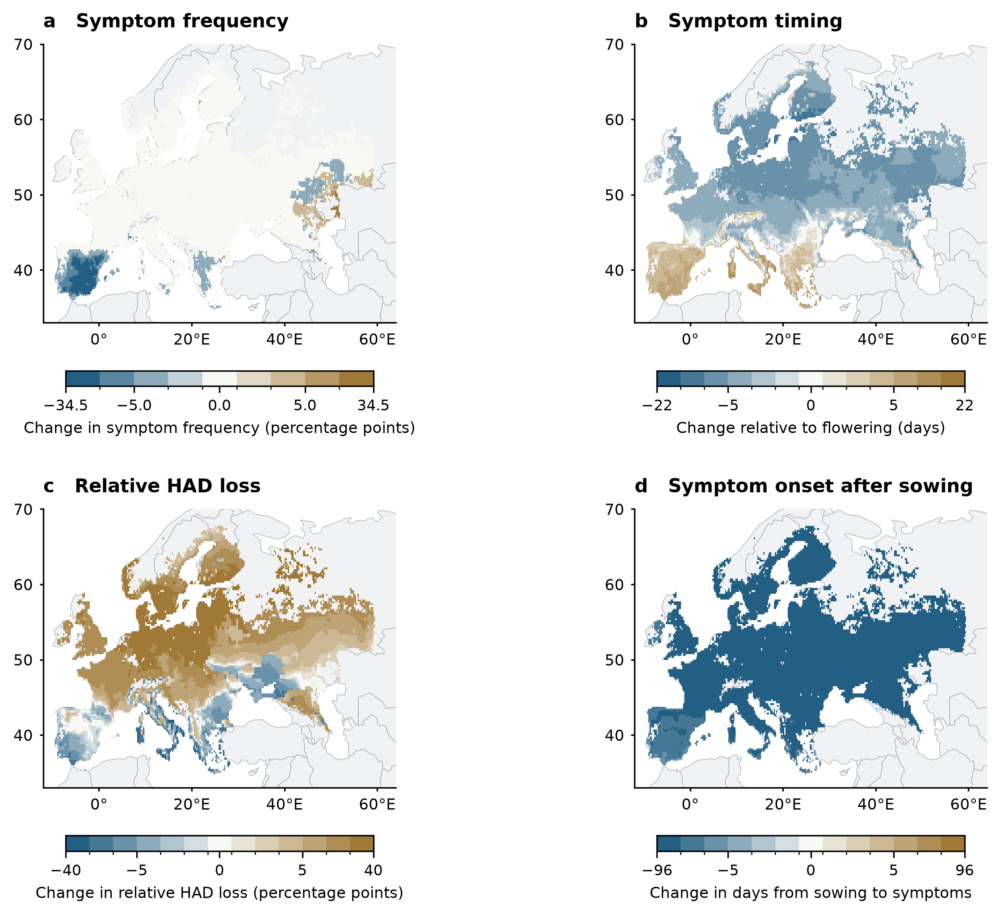 a Symptom frequency
70
60
50
40
0° 20°E 40°E 60°E
−34.5 −5.0 0.0 5.0 34.5
Change in symptom frequency (percentage points)
b Symptom timing
70
60
50
40
0° 20°E 40°E 60°E
−22 −5 0 5 22
Change relative to flowering (days)
c Relative HAD loss
70
60
50
40
0° 20°E 40°E 60°E
−40 −5 0 5 40
Change in relative HAD loss (percentage points)
d Symptom onset after sowing
70
60
50
40
0° 20°E 40°E 60°E
−96 −5 0 5 96
Change in days from sowing to symptoms